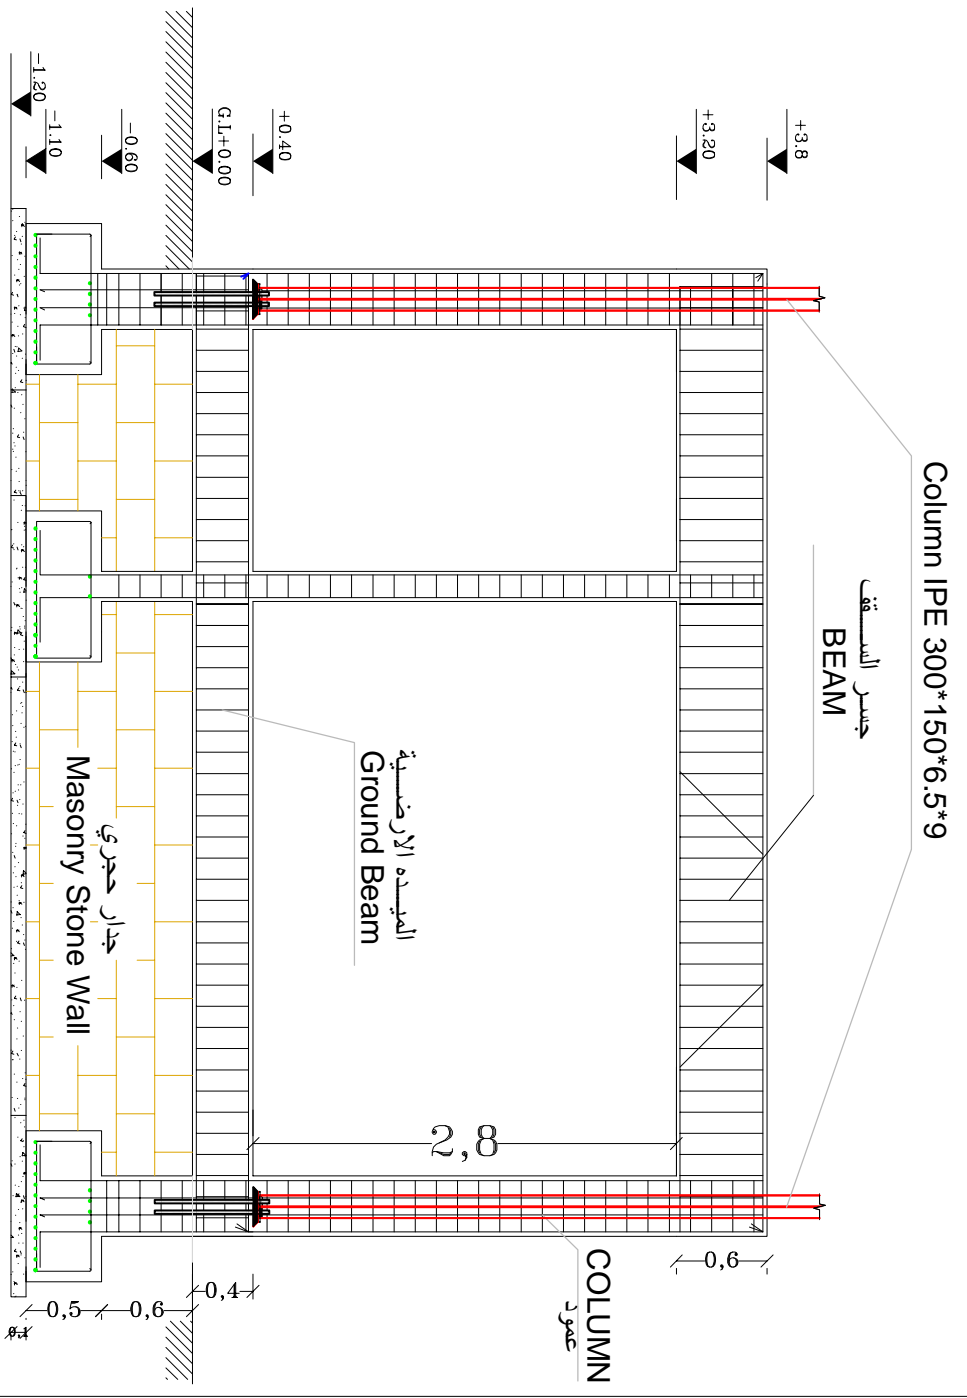 Column IPE 300*150*6.5*9
جسر السقف
BEAM
+3.8
+3.20
+0.40
G.L+0.00
-0.60
-1.10
-1.20
الميده الارضية
Ground Beam
جدار حجري
Masonry Stone Wall
2,8
COLUMN
عمود
0,6
0,4
0,6
0,5
0,1